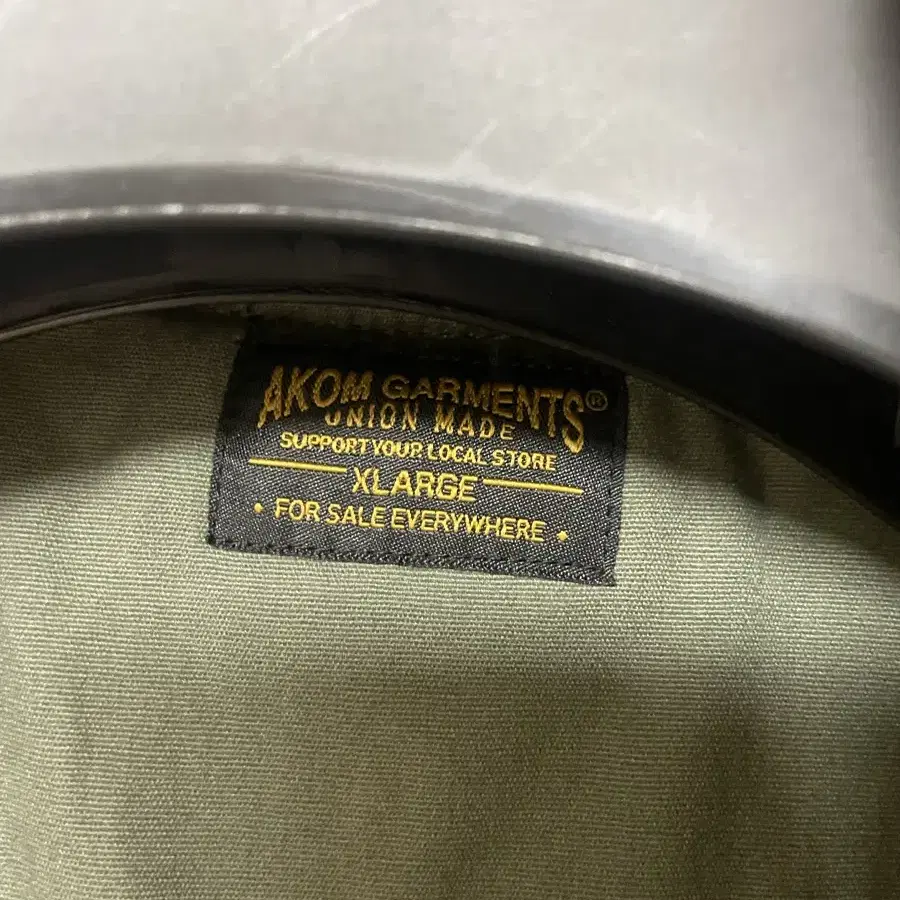 AKOM GARMENTS®
UNION MADE
SUPPORT YOUR LOCAL STORE
XLARGE
• FOR SALE EVERYWHERE •